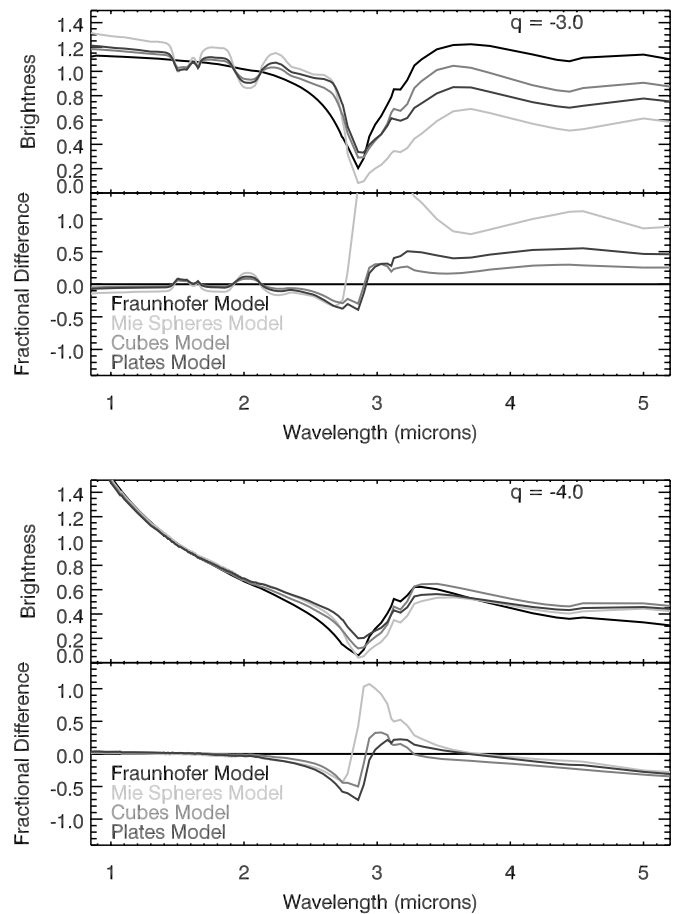 q = -3.0
1.4
1.2
1.0
0.8
0.6
0.4
0.2
0.0
Brightness
1.0
0.5
0.0
-0.5
-1.0
Fractional Difference
Fraunhofer Model
Mie Spheres Model
Cubes Model
Plates Model
1 2 3 4 5
Wavelength (microns)
q = -4.0
1.4
1.2
1.0
0.8
0.6
0.4
0.2
0.0
Brightness
1.0
0.5
0.0
-0.5
-1.0
Fractional Difference
Fraunhofer Model
Mie Spheres Model
Cubes Model
Plates Model
1 2 3 4 5
Wavelength (microns)